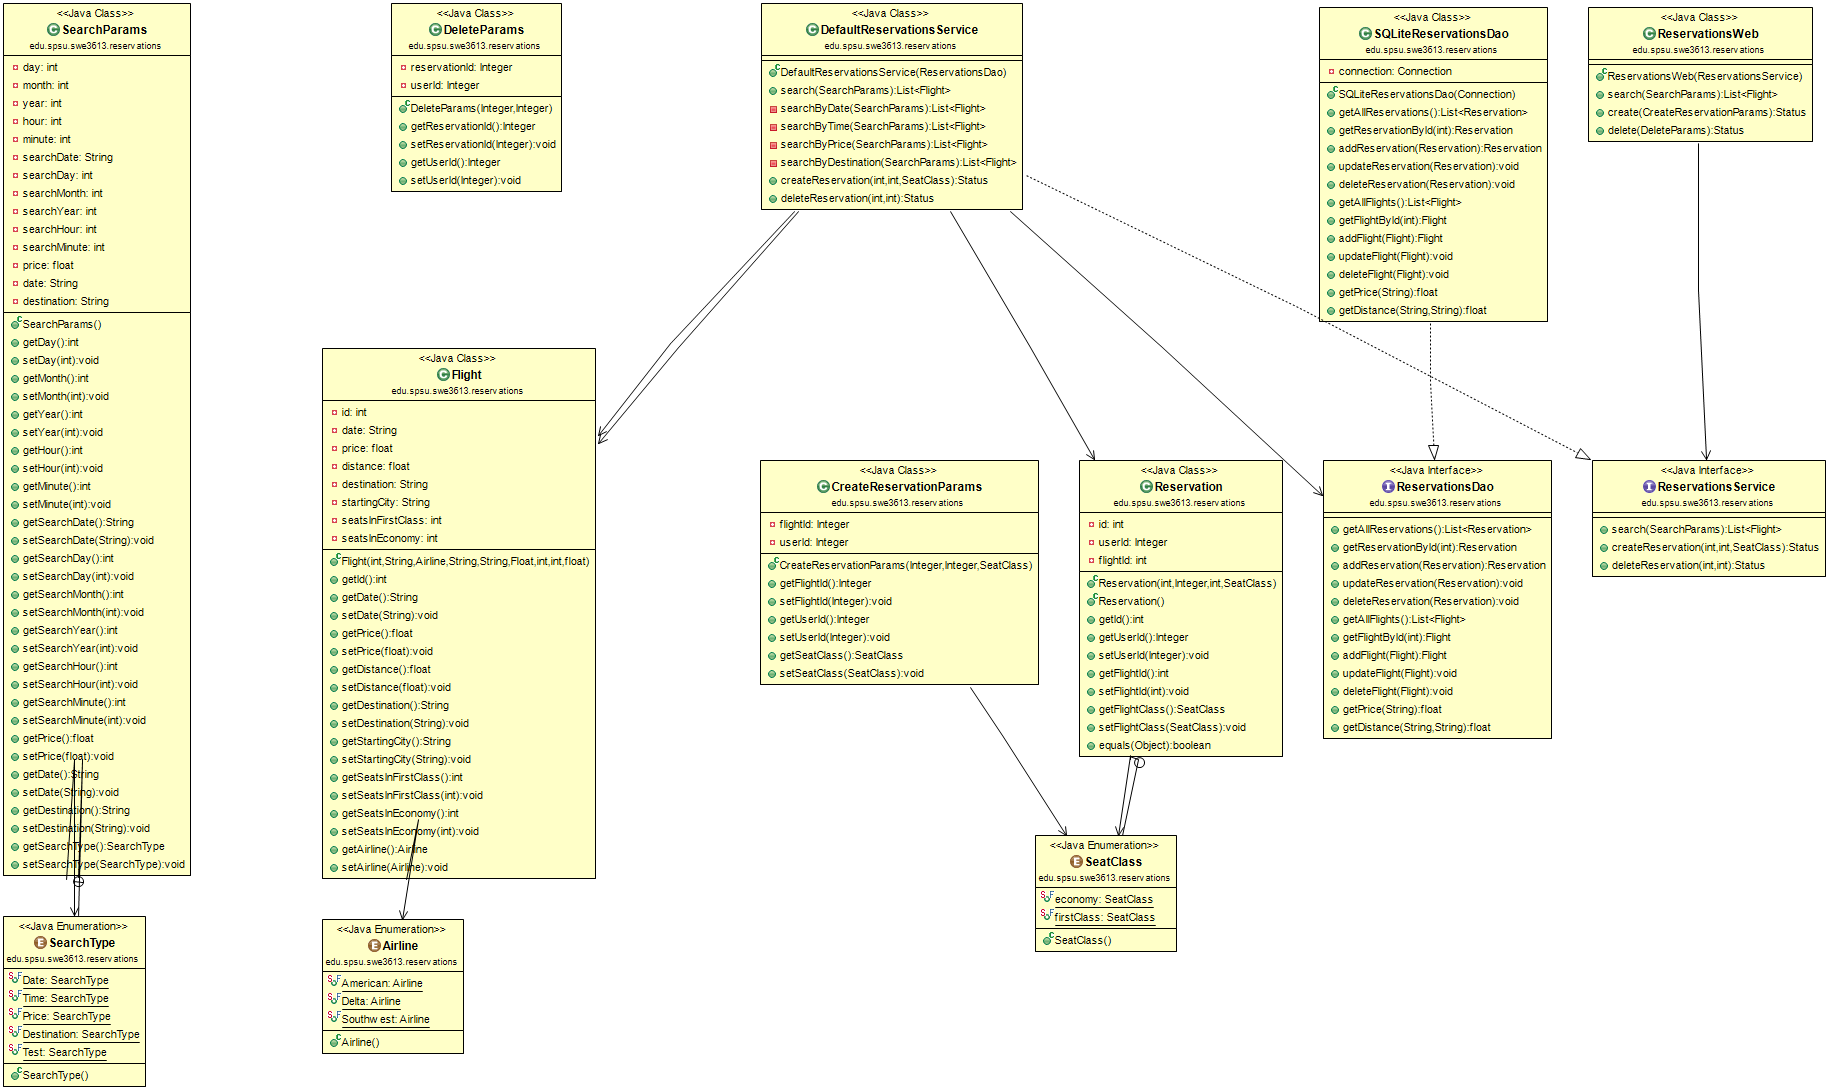 <<Java Class>>
SearchParams
edu.spsu.swe3613.reservations
day: int
month: int
year: int
hour: int
minute: int
searchDate: String
searchDay: int
searchMonth: int
searchYear: int
searchHour: int
searchMinute: int
price: float
date: String
destination: String
SearchParams()
getDay():int
setDay(int):void
getMonth():int
setMonth(int):void
getYear():int
setYear(int):void
getHour():int
setHour(int):void
getMinute():int
setMinute(int):void
getSearchDate():String
setSearchDate(String):void
getSearchDay():int
setSearchDay(int):void
getSearchMonth():int
setSearchMonth(int):void
getSearchYear():int
setSearchYear(int):void
getSearchHour():int
setSearchHour(int):void
getSearchMinute():int
setSearchMinute(int):void
getPrice():float
setPrice(float):void
getDate():String
setDate(String):void
getDestination():String
setDestination(String):void
getSearchType():SearchType
setSearchType(SearchType):void
<<Java Enumeration>>
SearchType
edu.spsu.swe3613.reservations
Date: SearchType
Time: SearchType
Price: SearchType
Destination: SearchType
Test: SearchType
SearchType()
<<Java Class>>
DeleteParams
edu.spsu.swe3613.reservations
reservationId: Integer
userId: Integer
DeleteParams(Integer,Integer)
getReservationId():Integer
setReservationId(Integer):void
getUserId():Integer
setUserId(Integer):void
<<Java Class>>
Flight
edu.spsu.swe3613.reservations
id: int
date: String
price: float
distance: float
destination: String
startingCity: String
seatsInFirstClass: int
seatsInEconomy: int
Flight(int,String,Airline,String,String,Float,int,int,float)
getId():int
getDate():String
setDate(String):void
getPrice():float
setPrice(float):void
getDistance():float
setDistance(float):void
getDestination():String
setDestination(String):void
getStartingCity():String
setStartingCity(String):void
getSeatsInFirstClass():int
setSeatsInFirstClass(int):void
getSeatsInEconomy():int
setSeatsInEconomy(int):void
getAirline():Airline
setAirline(Airline):void
<<Java Enumeration>>
Airline
edu.spsu.swe3613.reservations
American: Airline
Delta: Airline
Southwest: Airline
Airline()
<<Java Class>>
DefaultReservationsService
edu.spsu.swe3613.reservations
DefaultReservationsService(ReservationsDao)
search(SearchParams):List<Flight>
searchByDate(SearchParams):List<Flight>
searchByTime(SearchParams):List<Flight>
searchByPrice(SearchParams):List<Flight>
searchByDestination(SearchParams):List<Flight>
createReservation(int,int,SeatClass):Status
deleteReservation(int,int):Status
<<Java Class>>
CreateReservationParams
edu.spsu.swe3613.reservations
flightId: Integer
userId: Integer
CreateReservationParams(Integer,Integer,SeatClass)
getFlightId():Integer
setFlightId(Integer):void
getUserId():Integer
setUserId(Integer):void
getSeatClass():SeatClass
setSeatClass(SeatClass):void
<<Java Class>>
Reservation
edu.spsu.swe3613.reservations
id: int
userId: Integer
flightId: int
Reservation(int,Integer,int,SeatClass)
Reservation()
getId():int
getUserId():Integer
setUserId(Integer):void
getFlightId():int
setFlightId(int):void
getFlightClass():SeatClass
setFlightClass(SeatClass):void
equals(Object):boolean
<<Java Enumeration>>
SeatClass
edu.spsu.swe3613.reservations
economy: SeatClass
firstClass: SeatClass
SeatClass()
<<Java Class>>
SQLiteReservationsDao
edu.spsu.swe3613.reservations
connection: Connection
SQLiteReservationsDao(Connection)
getAllReservations():List<Reservation>
getReservationById(int):Reservation
addReservation(Reservation):Reservation
updateReservation(Reservation):void
deleteReservation(Reservation):void
getAllFlights():List<Flight>
getFlightById(int):Flight
addFlight(Flight):Flight
updateFlight(Flight):void
deleteFlight(Flight):void
getPrice(String):float
getDistance(String,String):float
<<Java Interface>>
ReservationsDao
edu.spsu.swe3613.reservations
getAllReservations():List<Reservation>
getReservationById(int):Reservation
addReservation(Reservation):Reservation
updateReservation(Reservation):void
deleteReservation(Reservation):void
getAllFlights():List<Flight>
getFlightById(int):Flight
addFlight(Flight):Flight
updateFlight(Flight):void
deleteFlight(Flight):void
getPrice(String):float
getDistance(String,String):float
<<Java Class>>
ReservationsWeb
edu.spsu.swe3613.reservations
ReservationsWeb(ReservationsService)
search(SearchParams):List<Flight>
create(CreateReservationParams):Status
delete(DeleteParams):Status
<<Java Interface>>
ReservationsService
edu.spsu.swe3613.reservations
search(SearchParams):List<Flight>
createReservation(int,int,SeatClass):Status
deleteReservation(int,int):Status